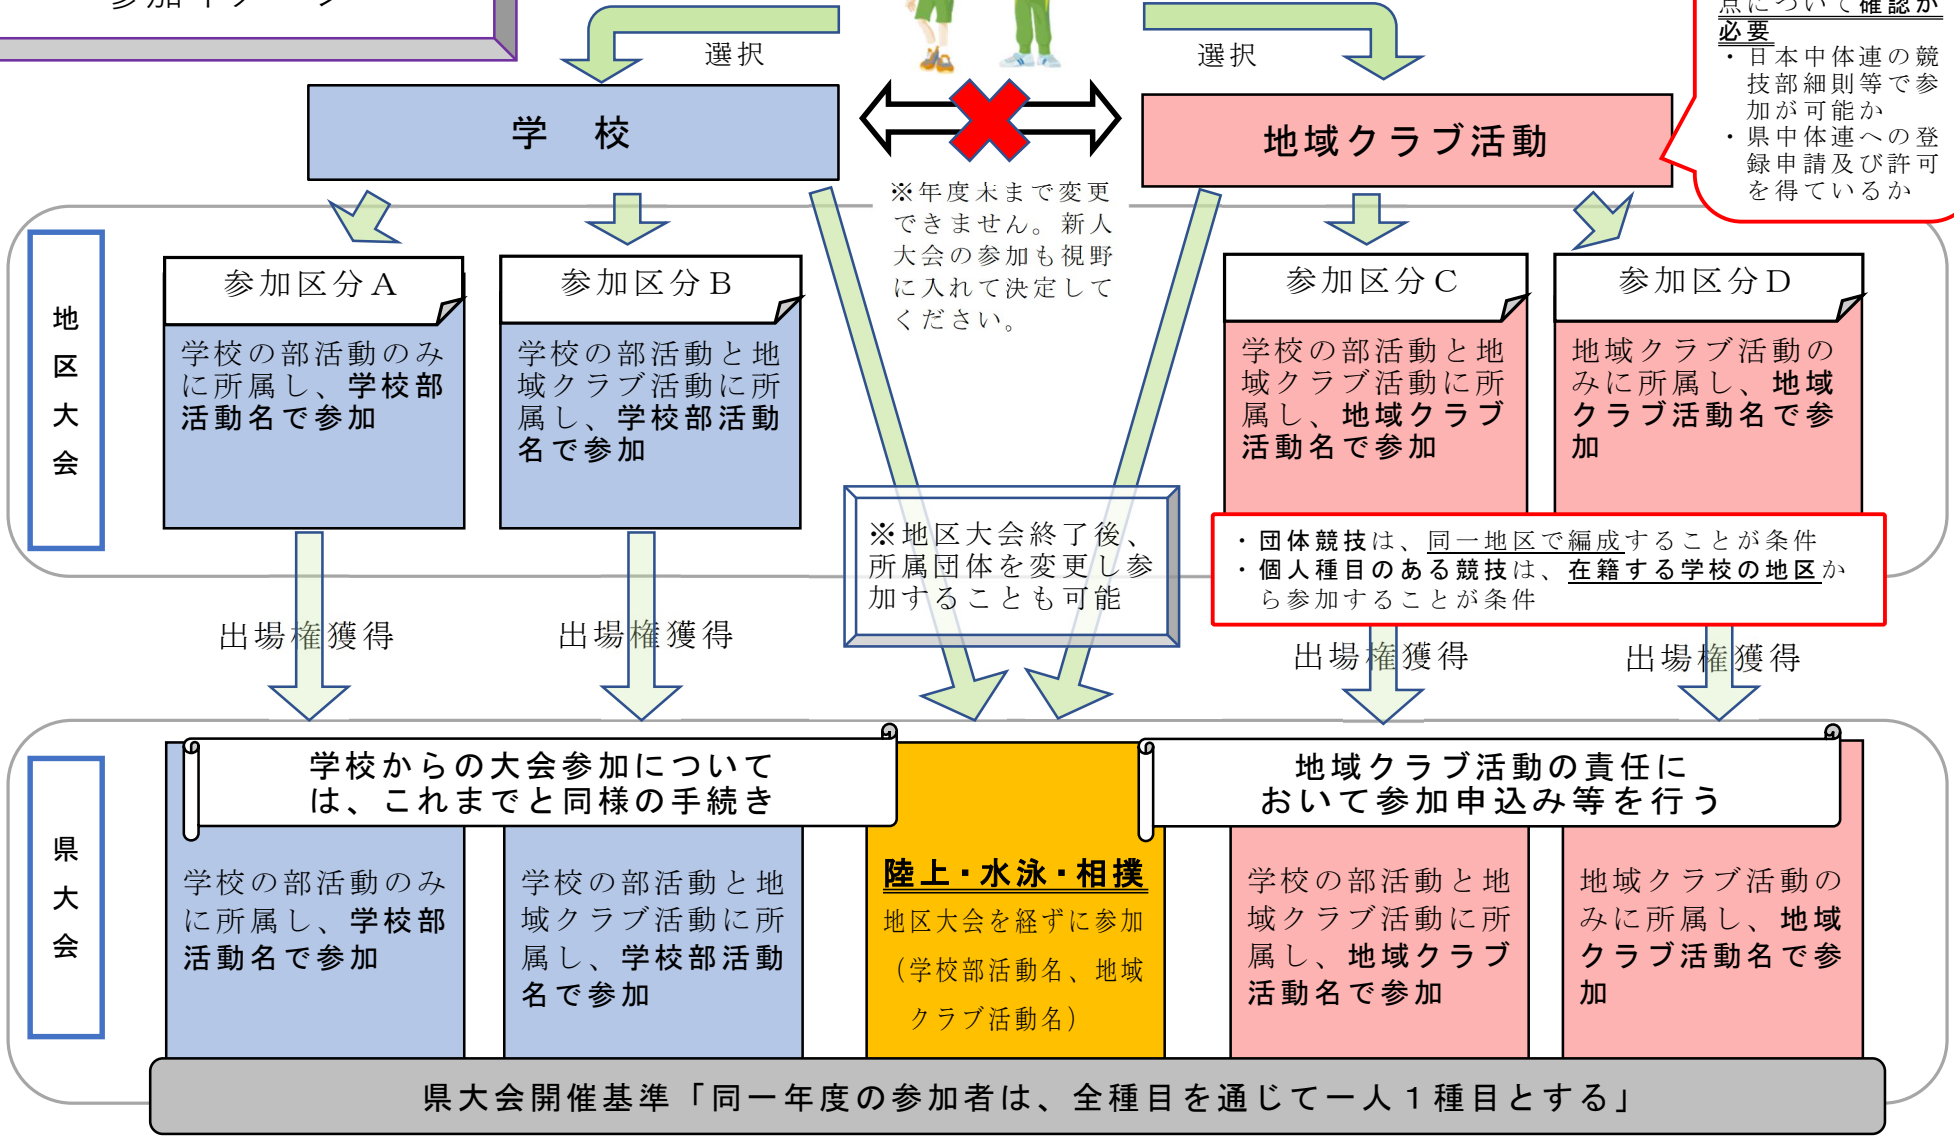 選択
選択
点について確認が
必要
・日本中体連の競
技部細則等で参
加が可能か
・県中体連への登
録申請及び許可
を得ているか
学　校
地域クラブ活動
※年度末まで変更
できません。新人
大会の参加も視野
に入れて決定して
ください。
地区大会
参加区分A
学校の部活動のみ
に所属し、学校部
活動名で参加
参加区分B
学校の部活動と地
域クラブ活動に所
属し、学校部活動
名で参加
参加区分C
学校の部活動と地
域クラブ活動に所
属し、地域クラブ
活動名で参加
参加区分D
地域クラブ活動の
みに所属し、地域
クラブ活動名で参
加
※地区大会終了後、
所属団体を変更し参
加することも可能
・団体競技は、同一地区で編成することが条件
・個人種目のある競技は、在籍する学校の地区か
ら参加することが条件
出場権獲得
出場権獲得
出場権獲得
出場権獲得
県大会
学校からの大会参加について
は、これまでと同様の手続き
地域クラブ活動の責任に
おいて参加申込み等を行う
学校の部活動のみ
に所属し、学校部
活動名で参加
学校の部活動と地
域クラブ活動に所
属し、学校部活動
名で参加
陸上・水泳・相撲
地区大会を経ずに参加
（学校部活動名、地域
クラブ活動名）
学校の部活動と地
域クラブ活動に所
属し、地域クラブ
活動名で参加
地域クラブ活動の
みに所属し、地域
クラブ活動名で参
加
県大会開催基準「同一年度の参加者は、全種目を通じて一人１種目とする」